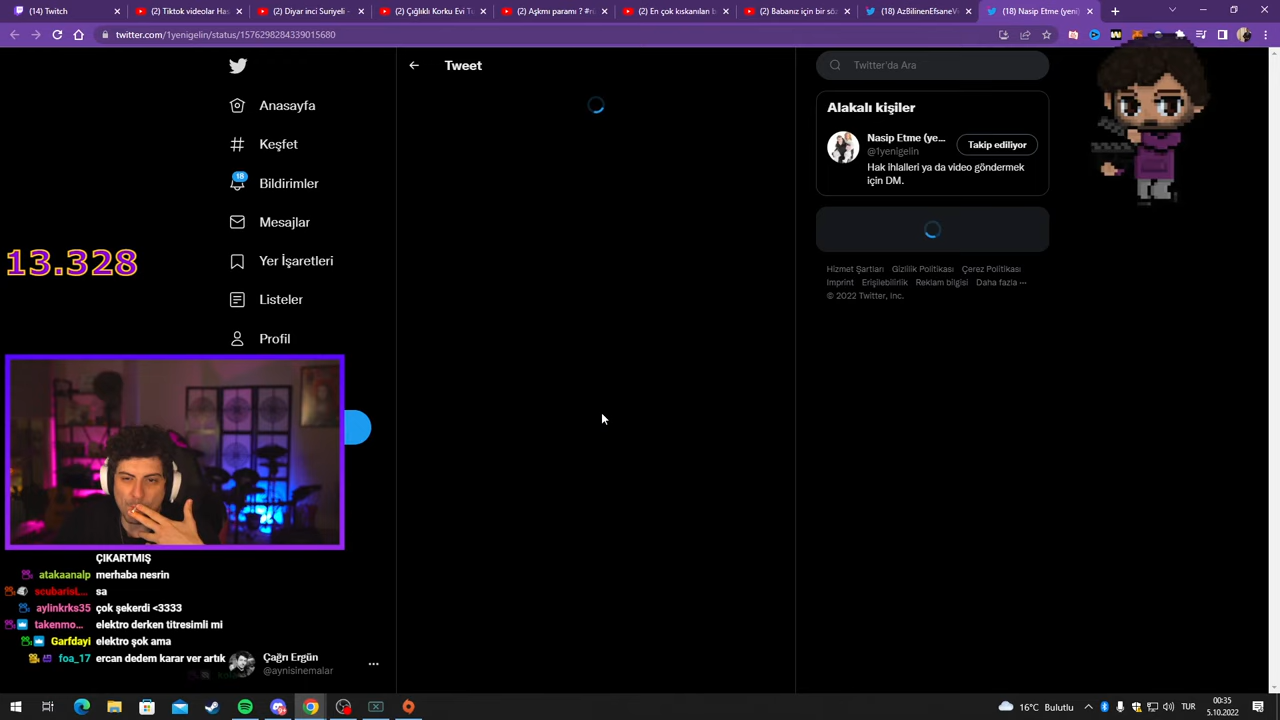 Twitch
(2) Tiktok videolar Has
(2) Diyar inci Suriyeli -
(2) Çığlıklı Korku Evi Tü
(2) Aşkmı paramı ? #rü
(2) En çok kıskanılan b
(2) Babanız için bir söz
(18) AzBilinenEfsaneV
(18) Nasip Etme (yeni)
twitter.com/1yenigelin/status/1576298434339015680
Tweet
Twitter'da Ara
Anasayfa
Keşfet
18
Bildirimler
Mesajlar
Yer İşaretleri
Listeler
Profil
Alakalı kişiler
Nasip Etme (ye...
@1yenigelin
Takip ediliyor
Hak ihlalleri ya da video göndermek
için DM.
Hizmet Şartları Gizlilik Politikası Çerez Politikası
Imprint Erişilebilirlik Reklam bilgisi Daha fazla ···
© 2022 Twitter, Inc.
13.328
ÇIKARTMIŞ
atakaanalp merhaba nesrin
scubarisi... sa
aylinkrks35 çok şekerdi <3333
takenmo... elektro derken titresimli mi
Garfdayi elektro şok ama
foa_17 ercan dedem karar ver artık
Çağrı Ergün
@aynisinemalar
16°C Bulutlu
TUR
00:35
5.10.2022